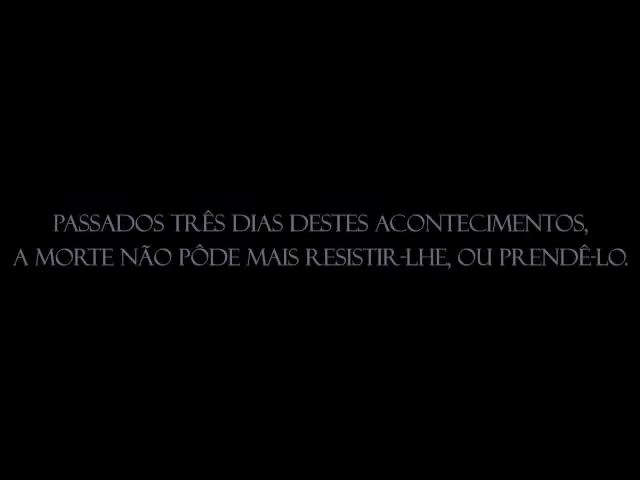 PASSADOS TRÊS DIAS DESTES ACONTECIMENTOS,
A MORTE NÃO PÔDE MAIS RESISTIR-LHE, OU PRENDÊ-LO.